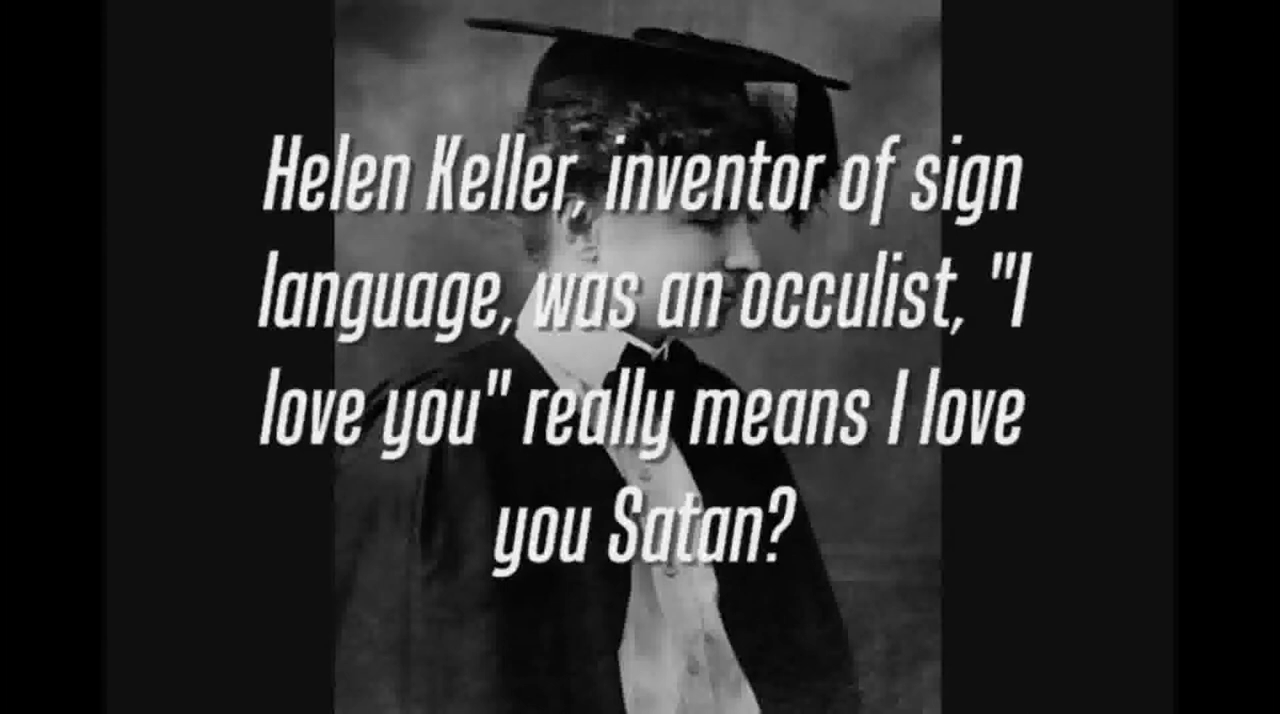 Helen Keller, inventor of sign
language, was an occulist, "I
love you" really means I love
you Satan?